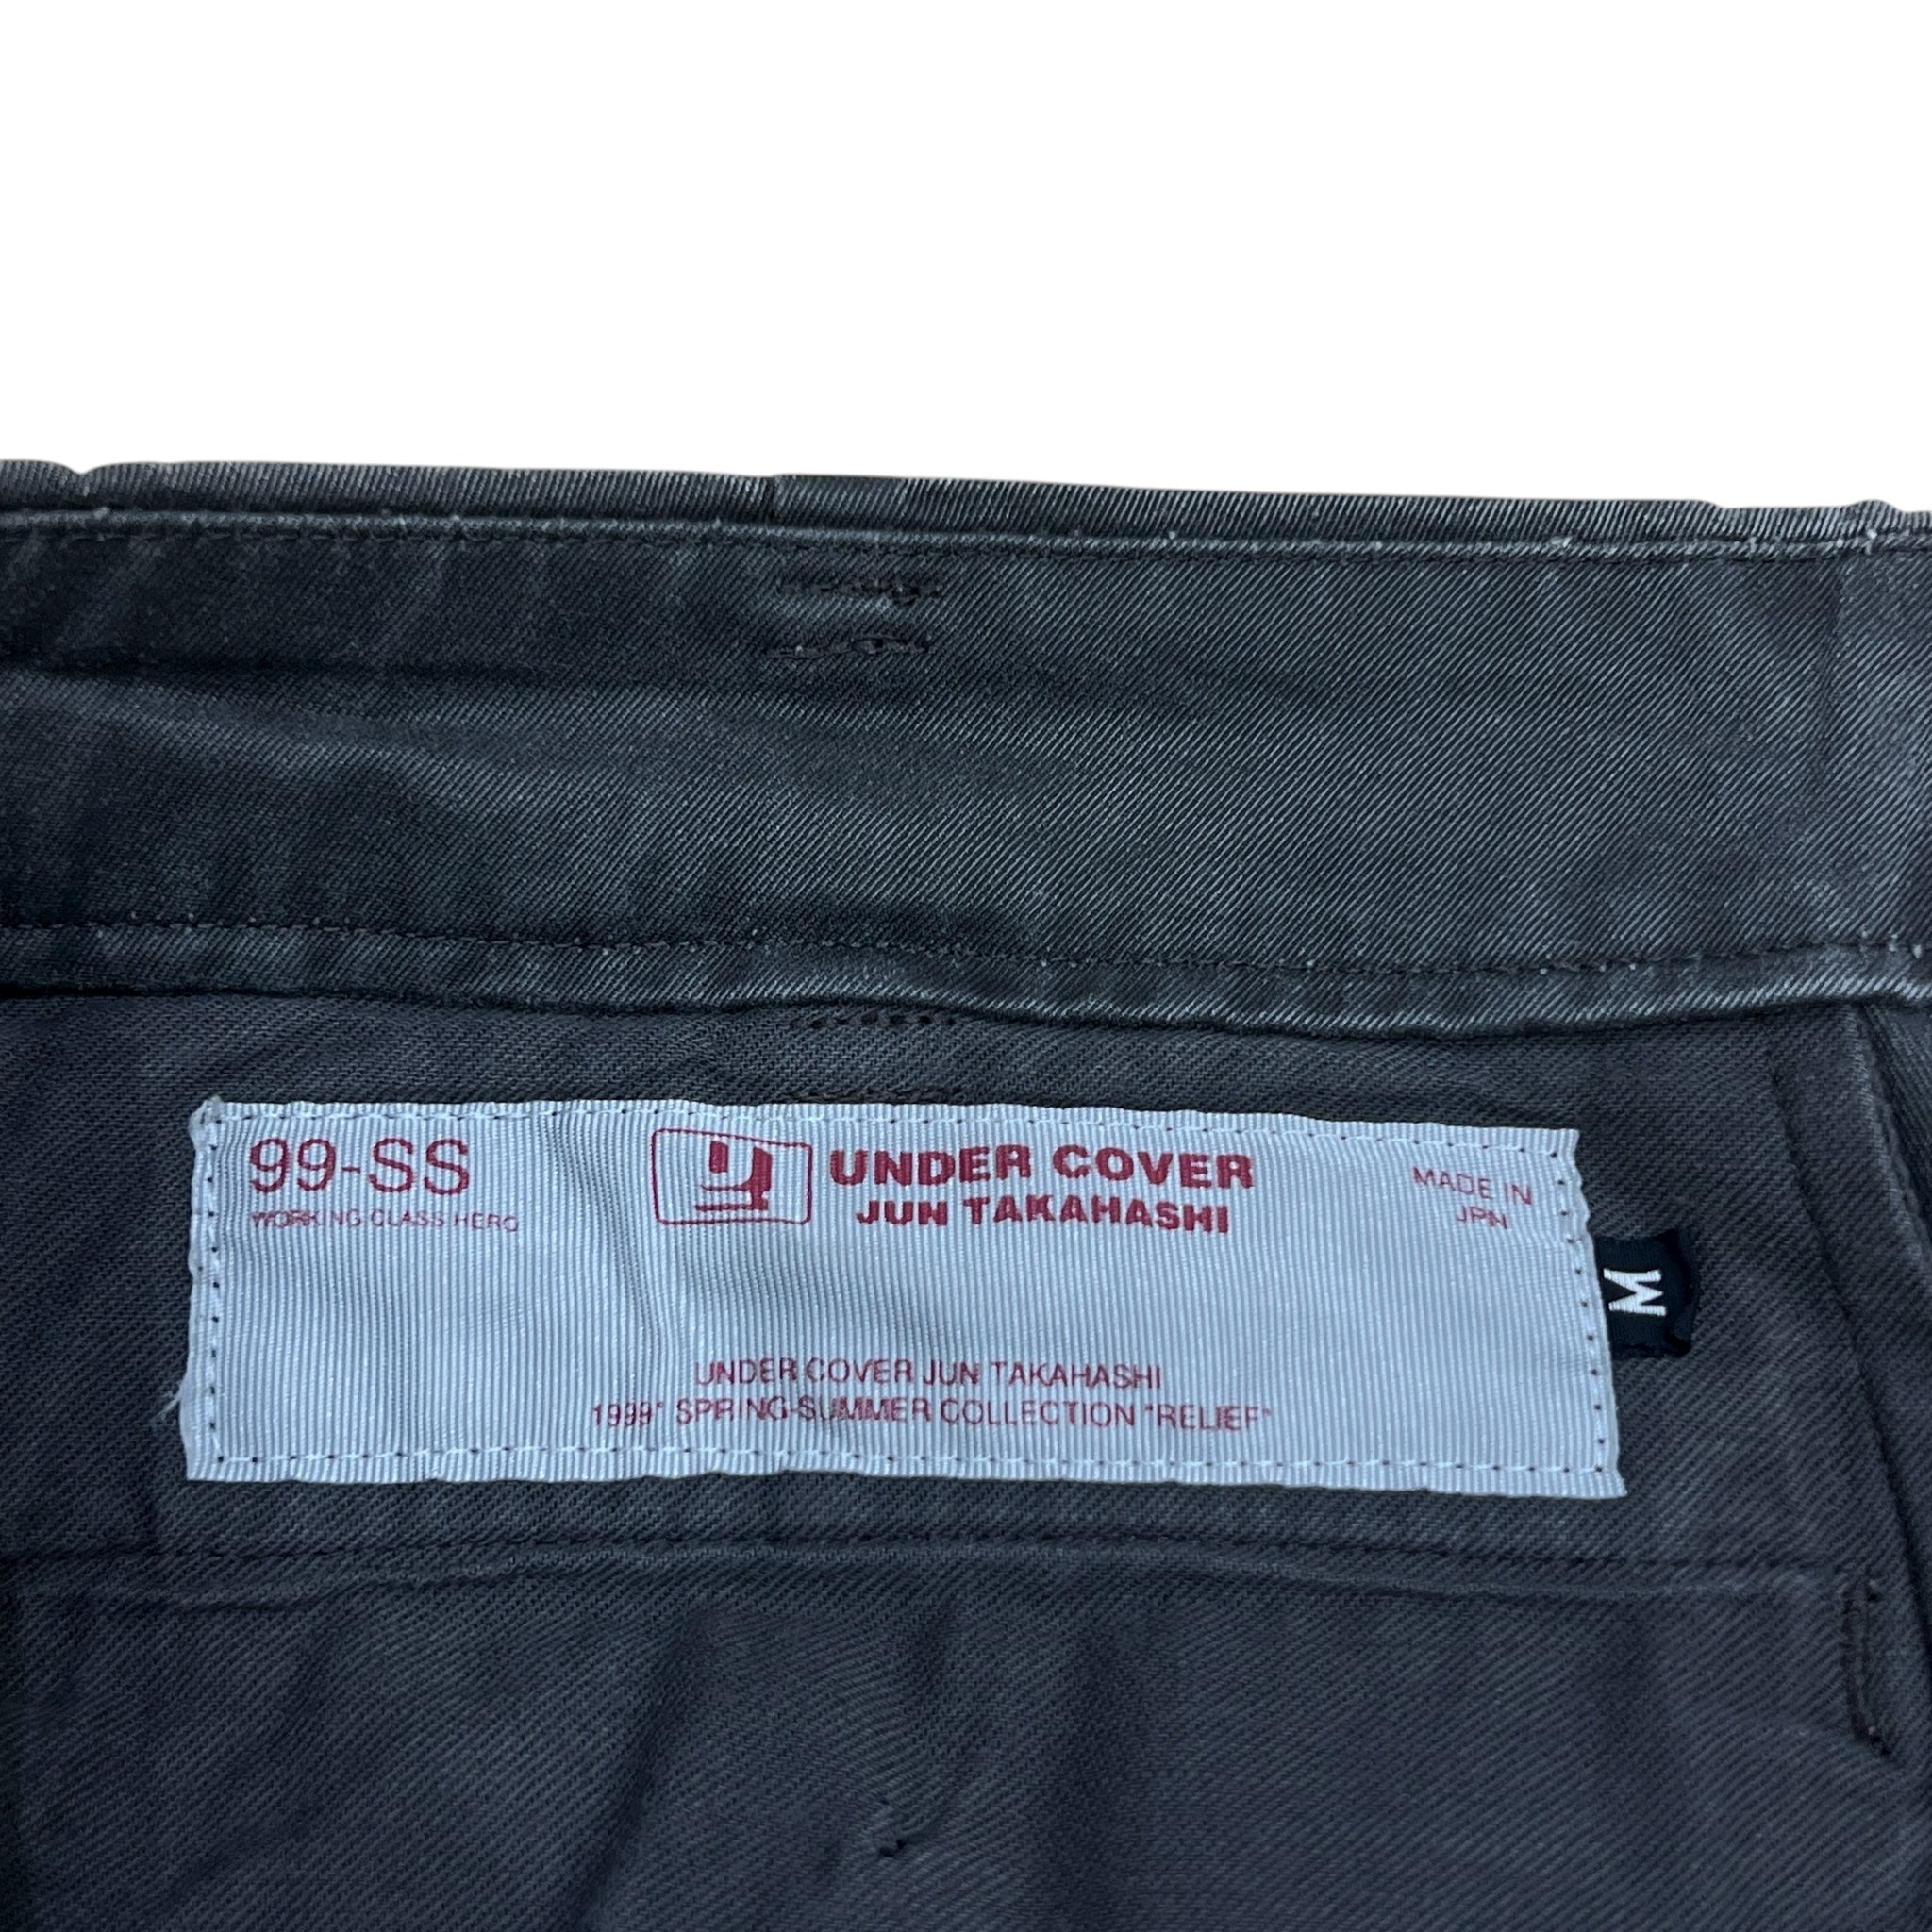 99-SS
WORKING CLASS HERO
UNDER COVER
JUN TAKAHASHI
MADE IN
JPN
M
UNDER COVER JUN TAKAHASHI
1999" SPRING-SUMMER COLLECTION "RELIEF"